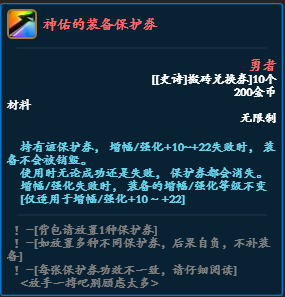 神佑的装备保护券
勇者
[[史诗]搬砖兑换券]10个
200金币
材料
无限制
持有该保护券, 增幅/强化+10~+22失败时, 装
备不会被销毁。
使用时无论成功还是失败, 保护券都会消失。
增幅/强化失败时, 装备的增幅/强化等级不变
[仅适用于增幅/强化+10~+22]
! -[背包请放置1种保护券]
! -[如放置多种不同保护券, 后果自负, 不补装
备]
! -[每张保护券功效不一致, 请仔细阅读]
<放手一搏吧别顾虑太多>